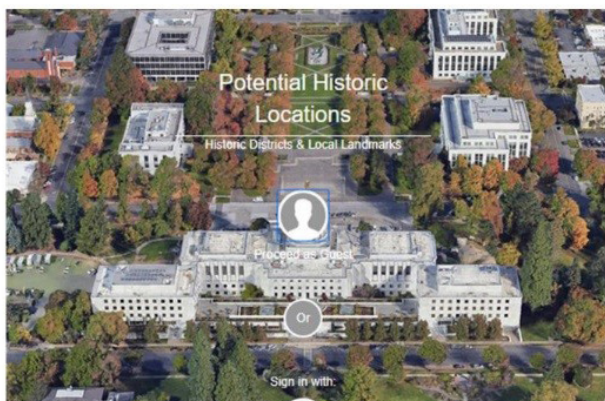 Potential Historic
Locations
Historic Districts & Local Landmarks
Proceed as Guest
Or
Sign in with: